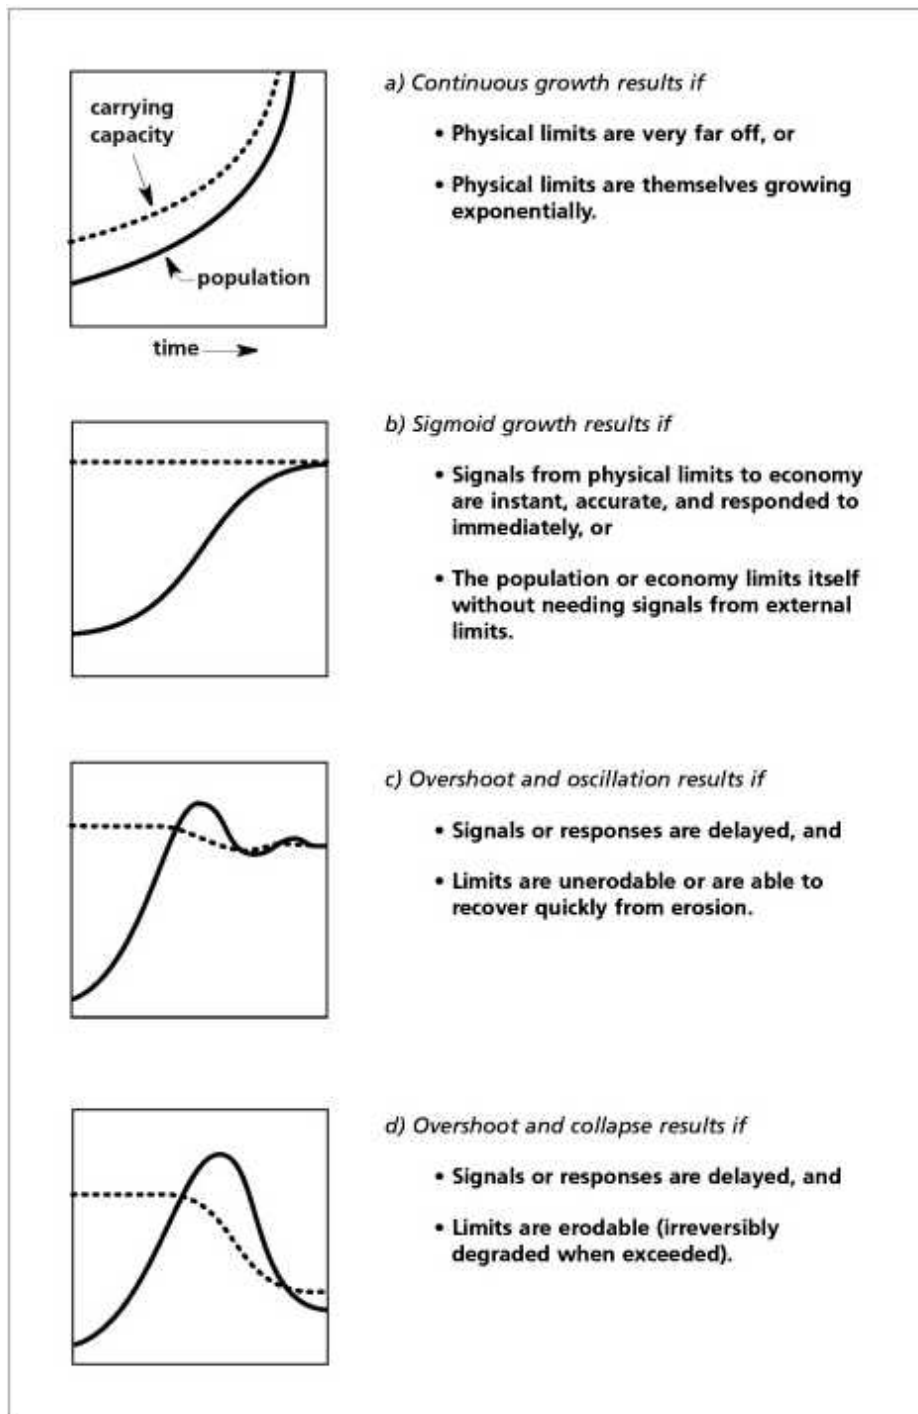 a) Continuous growth results if
carrying
capacity
• Physical limits are very far off, or
• Physical limits are themselves growing
exponentially.
population
time
b) Sigmoid growth results if
• Signals from physical limits to economy
are instant, accurate, and responded to
immediately, or
• The population or economy limits itself
without needing signals from external
limits.
c) Overshoot and oscillation results if
• Signals or responses are delayed, and
• Limits are unerodable or are able to
recover quickly from erosion.
d) Overshoot and collapse results if
• Signals or responses are delayed, and
• Limits are erodable (irreversibly
degraded when exceeded).